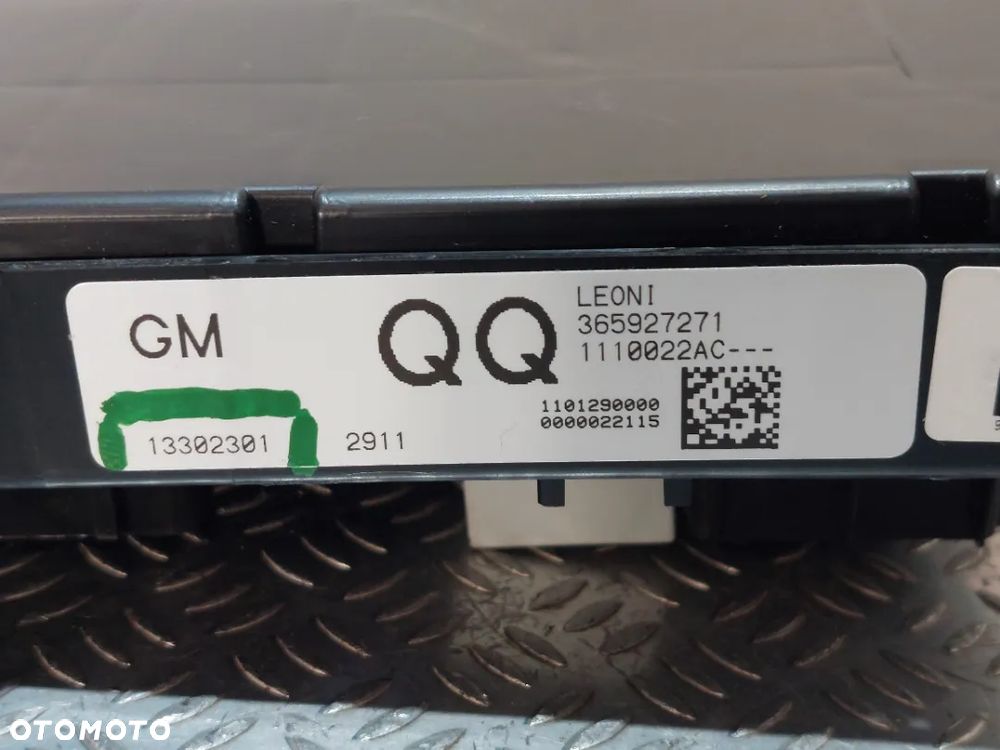 GM
QQ
LEONI
365927271
1110022AC---
1101290000
0000022115
13302301 2911
OTOMOTO